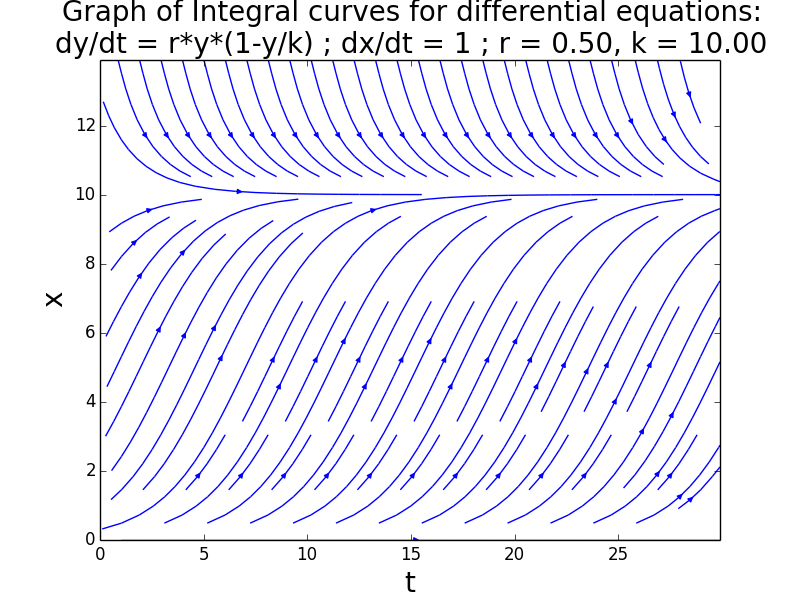 Graph of Integral curves for differential equations:
dy/dt = r*y*(1-y/k) ; dx/dt = 1 ; r = 0.50, k = 10.00
12
10
8
6
4
2
0
x
0 5 10 15 20 25
t